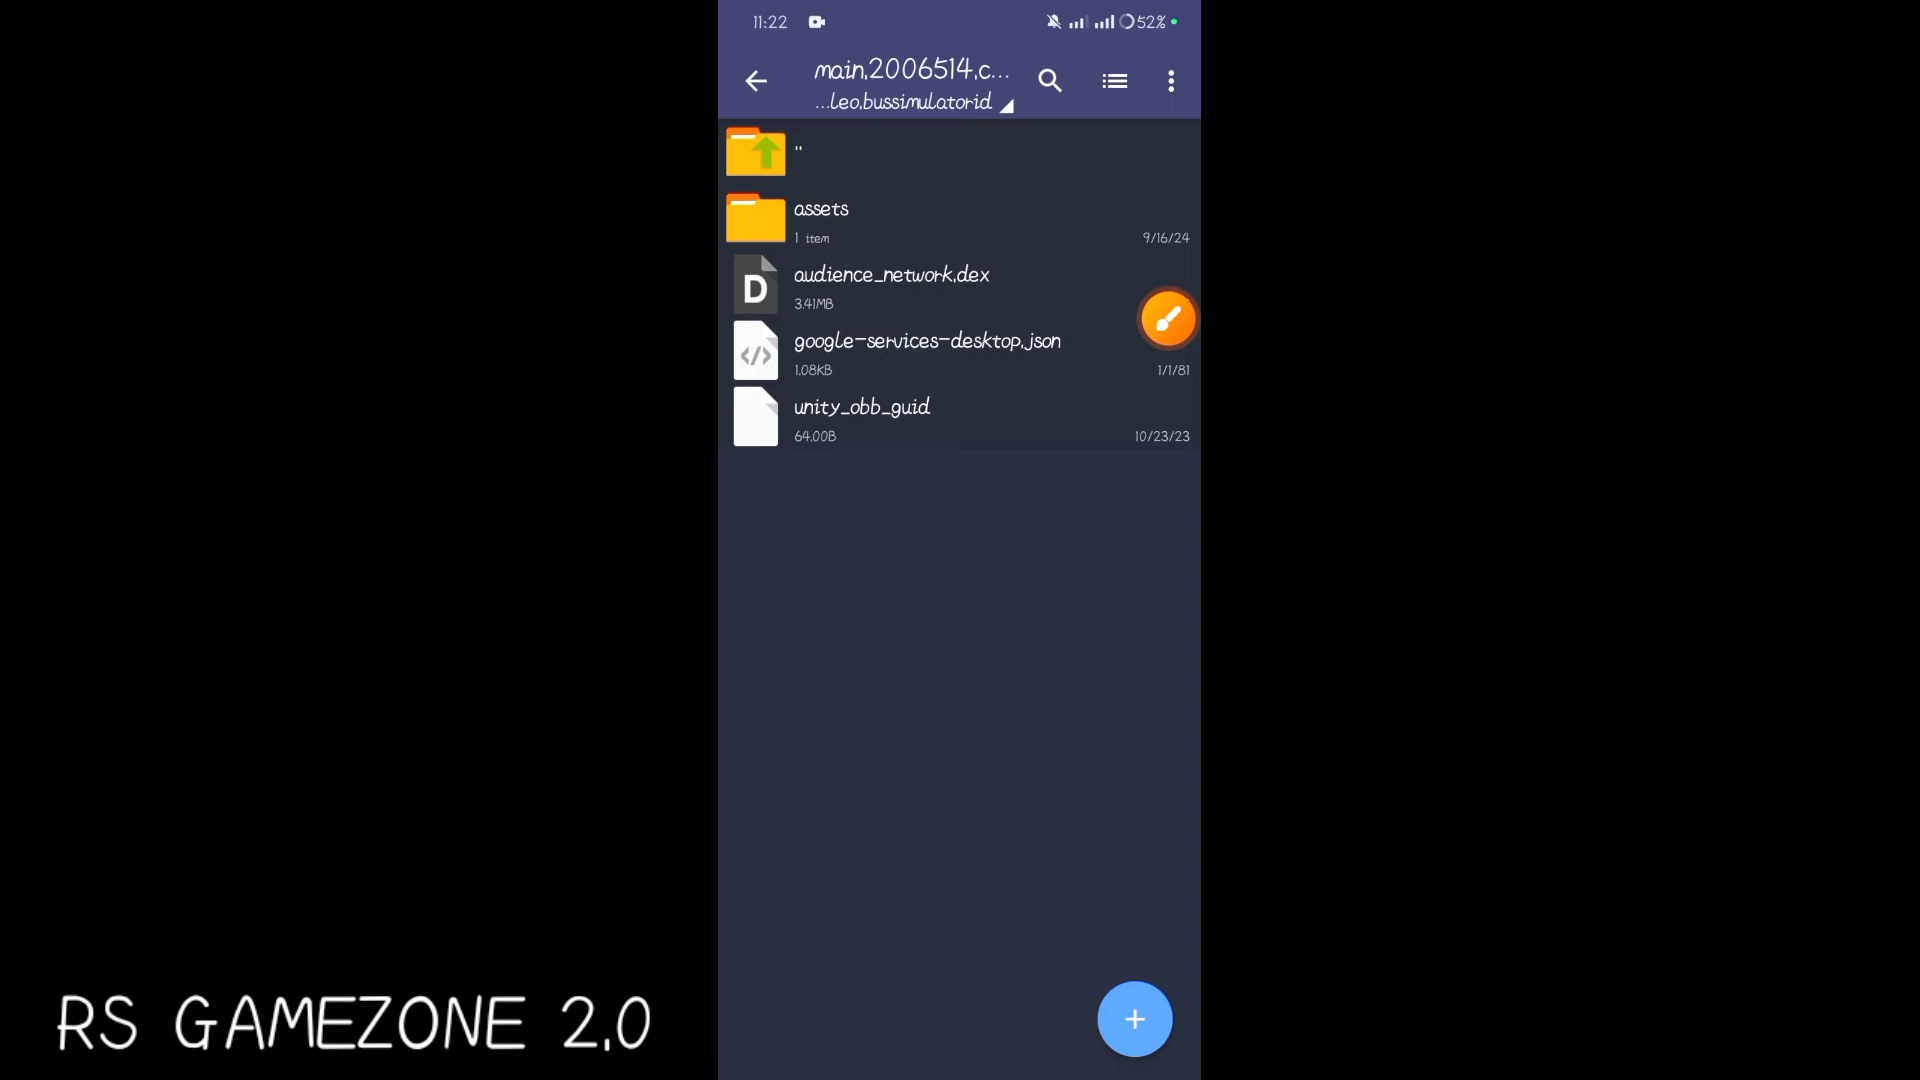 11:22
52%
main.2006514.c...
...leo.bussimulatorid
..
assets
1 item
9/16/24
D
audience_network.dex
3.41MB
google-services-desktop.json
1.08KB
1/1/81
unity_obb_guid
64.00B
10/23/23
RS GAMEZONE 2.0